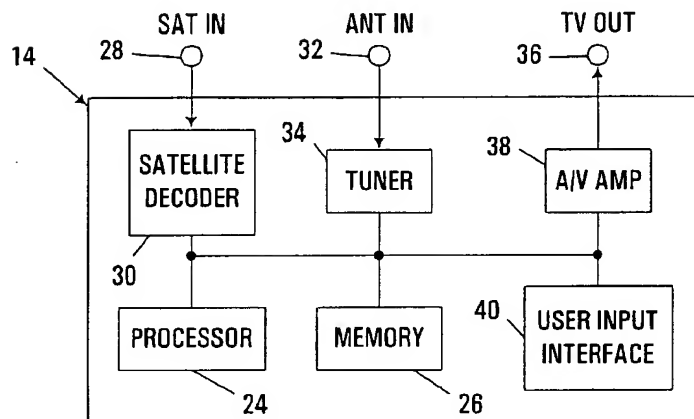 SAT IN
ANT IN
TV OUT
14
28
32
36
SATELLITE
DECODER
34
TUNER
38
A/V AMP
30
PROCESSOR
MEMORY
40
USER INPUT
INTERFACE
24
26